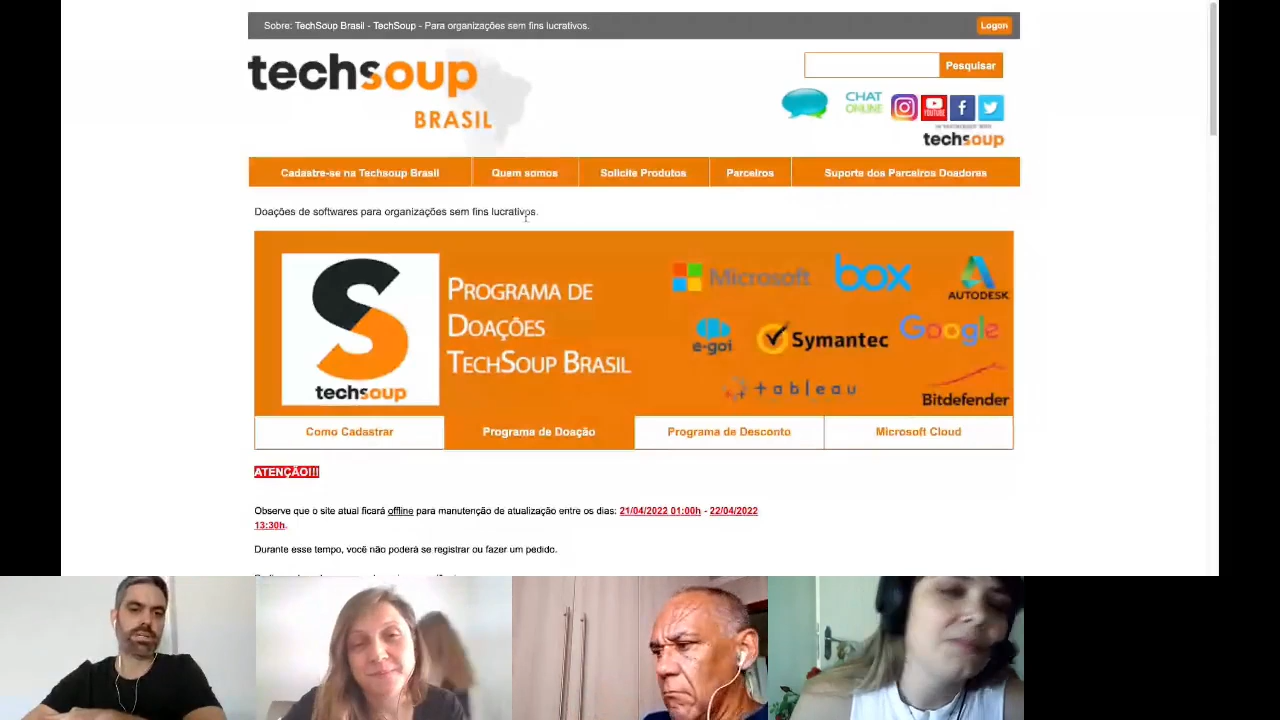 Sobre: TechSoup Brasil - TechSoup - Para organizações sem fins lucrativos.
Logon
techsoup
BRASIL
Pesquisar
CHAT
ONLINE
YOUTUBE
techsoup
Cadastre-se na Techsoup Brasil
Quem somos
Solicite Produtos
Parceiros
Suporte dos Parceiros Doadores
Doações de softwares para organizações sem fins lucrativos.
techsoup
PROGRAMA DE
DOAÇÕES
TECHSOUP BRASIL
Microsoft
box
AUTODESK
e-goi
Symantec
Google
tableau
Bitdefender
Como Cadastrar
Programa de Doação
Programa de Desconto
Microsoft Cloud
ATENÇÃO!!!
Observe que o site atual ficará offline para manutenção de atualização entre os dias: 21/04/2022 01:00h - 22/04/2022
13:30h.
Durante esse tempo, você não poderá se registrar ou fazer um pedido.